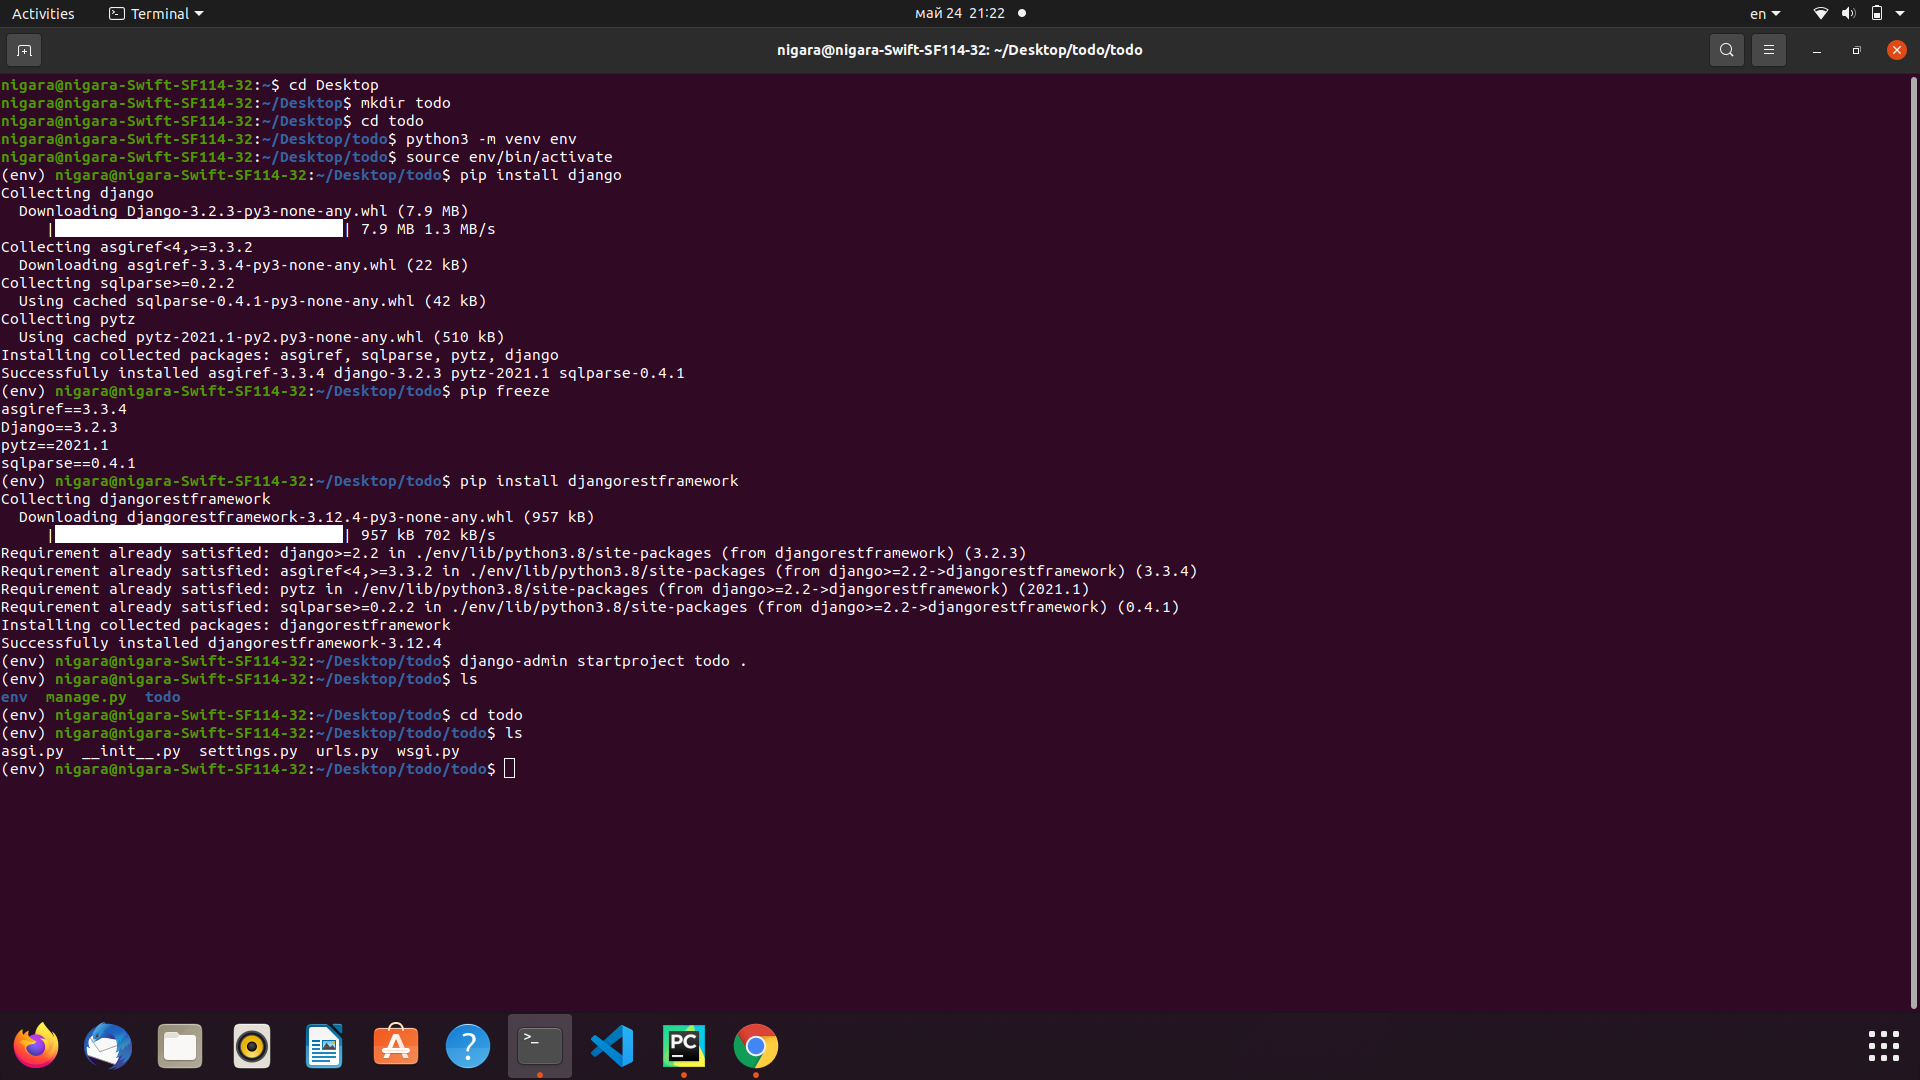 Activities Terminal май 24 21:22 en
nigara@nigara-Swift-SF114-32: ~/Desktop/todo/todo
nigara@nigara-Swift-SF114-32:~$ cd Desktop
nigara@nigara-Swift-SF114-32:~/Desktop$ mkdir todo
nigara@nigara-Swift-SF114-32:~/Desktop$ cd todo
nigara@nigara-Swift-SF114-32:~/Desktop/todo$ python3 -m venv env
nigara@nigara-Swift-SF114-32:~/Desktop/todo$ source env/bin/activate
(env) nigara@nigara-Swift-SF114-32:~/Desktop/todo$ pip install django
Collecting django
  Downloading Django-3.2.3-py3-none-any.whl (7.9 MB)
     |████████████████████████████████| 7.9 MB 1.3 MB/s
Collecting asgiref<4,>=3.3.2
  Downloading asgiref-3.3.4-py3-none-any.whl (22 kB)
Collecting sqlparse>=0.2.2
  Using cached sqlparse-0.4.1-py3-none-any.whl (42 kB)
Collecting pytz
  Using cached pytz-2021.1-py2.py3-none-any.whl (510 kB)
Installing collected packages: asgiref, sqlparse, pytz, django
Successfully installed asgiref-3.3.4 django-3.2.3 pytz-2021.1 sqlparse-0.4.1
(env) nigara@nigara-Swift-SF114-32:~/Desktop/todo$ pip freeze
asgiref==3.3.4
Django==3.2.3
pytz==2021.1
sqlparse==0.4.1
(env) nigara@nigara-Swift-SF114-32:~/Desktop/todo$ pip install djangorestframework
Collecting djangorestframework
  Downloading djangorestframework-3.12.4-py3-none-any.whl (957 kB)
     |████████████████████████████████| 957 kB 702 kB/s
Requirement already satisfied: django>=2.2 in ./env/lib/python3.8/site-packages (from djangorestframework) (3.2.3)
Requirement already satisfied: asgiref<4,>=3.3.2 in ./env/lib/python3.8/site-packages (from django>=2.2->djangorestframework) (3.3.4)
Requirement already satisfied: pytz in ./env/lib/python3.8/site-packages (from django>=2.2->djangorestframework) (2021.1)
Requirement already satisfied: sqlparse>=0.2.2 in ./env/lib/python3.8/site-packages (from django>=2.2->djangorestframework) (0.4.1)
Installing collected packages: djangorestframework
Successfully installed djangorestframework-3.12.4
(env) nigara@nigara-Swift-SF114-32:~/Desktop/todo$ django-admin startproject todo .
(env) nigara@nigara-Swift-SF114-32:~/Desktop/todo$ ls
env  manage.py  todo
(env) nigara@nigara-Swift-SF114-32:~/Desktop/todo$ cd todo
(env) nigara@nigara-Swift-SF114-32:~/Desktop/todo/todo$ ls
asgi.py  __init__.py  settings.py  urls.py  wsgi.py
(env) nigara@nigara-Swift-SF114-32:~/Desktop/todo/todo$
PC